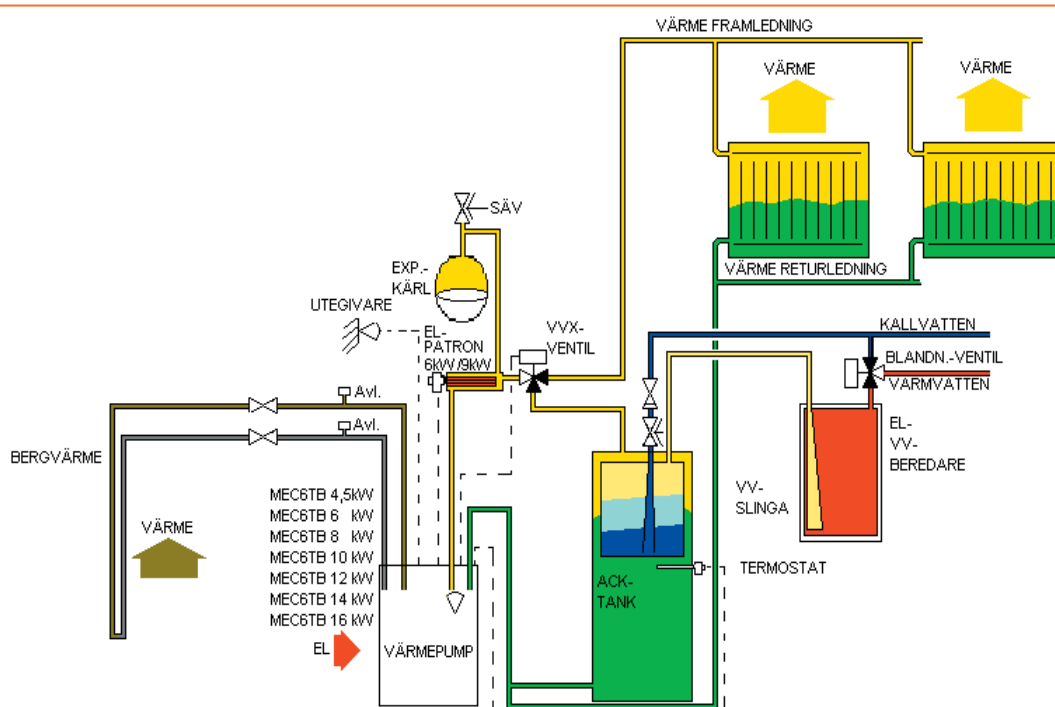 VÄRME FRAMLEDNING
VÄRME
VÄRME
SÄV
EXP.-
KÄRL
VÄRME RETURLEDNING
UTEGIVARE
EL-
PATRON
6kW/9kW
VVX-
VENTIL
KALLVATTEN
BLANDN.-VENTIL
VARMVATTEN
Avl.
Avl.
BERGVÄRME
EL-
VV-
BEREDARE
VV-
SLINGA
MEC6TB 4,5kW
MEC6TB 6 kW
MEC6TB 8 kW
MEC6TB 10 kW
MEC6TB 12 kW
MEC6TB 14 kW
MEC6TB 16 kW
VÄRME
TERMOSTAT
ACK-
TANK
EL
VÄRMEPUMP